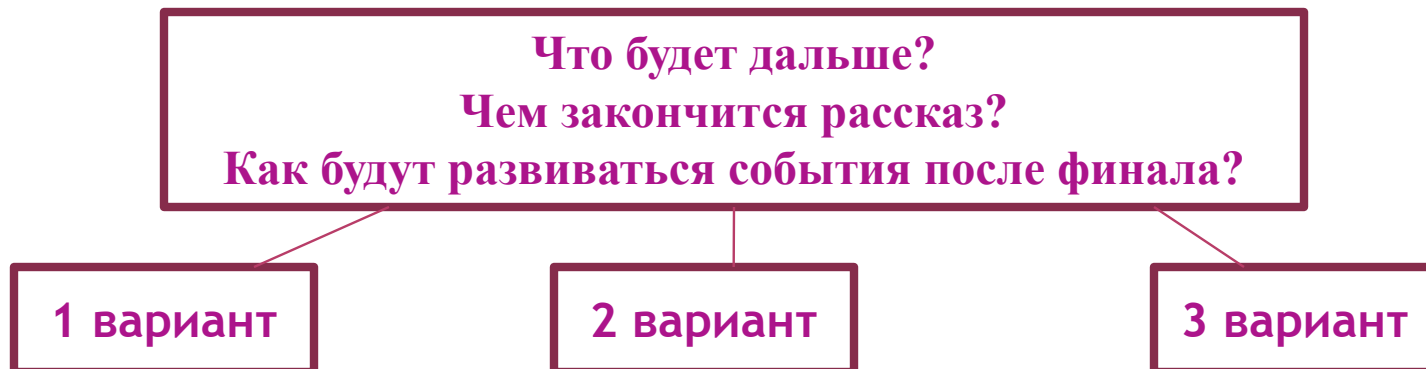 Что будет дальше?
Чем закончится рассказ?
Как будут развиваться события после финала?
1 вариант
2 вариант
3 вариант